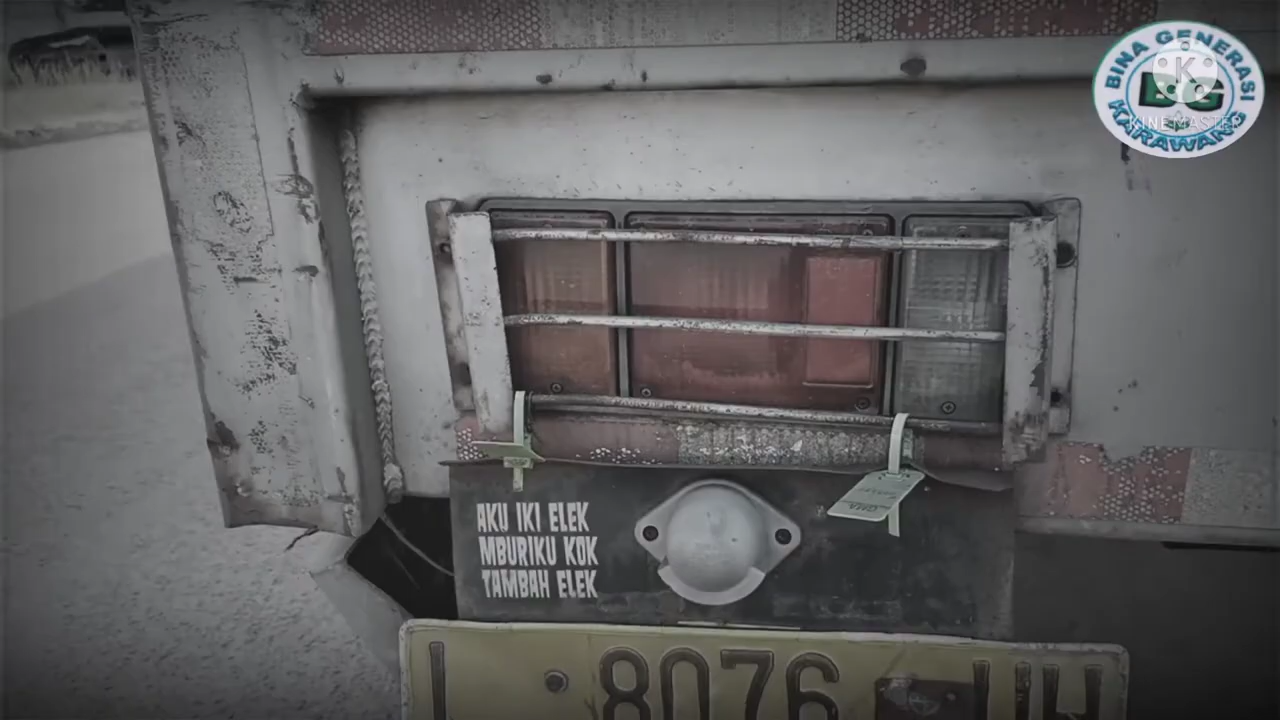 BINA GENERASI
BG
KINEMASTER
KARAWANG
AKU IKI ELEK
MBURIKU KOK
TAMBAH ELEK
8076